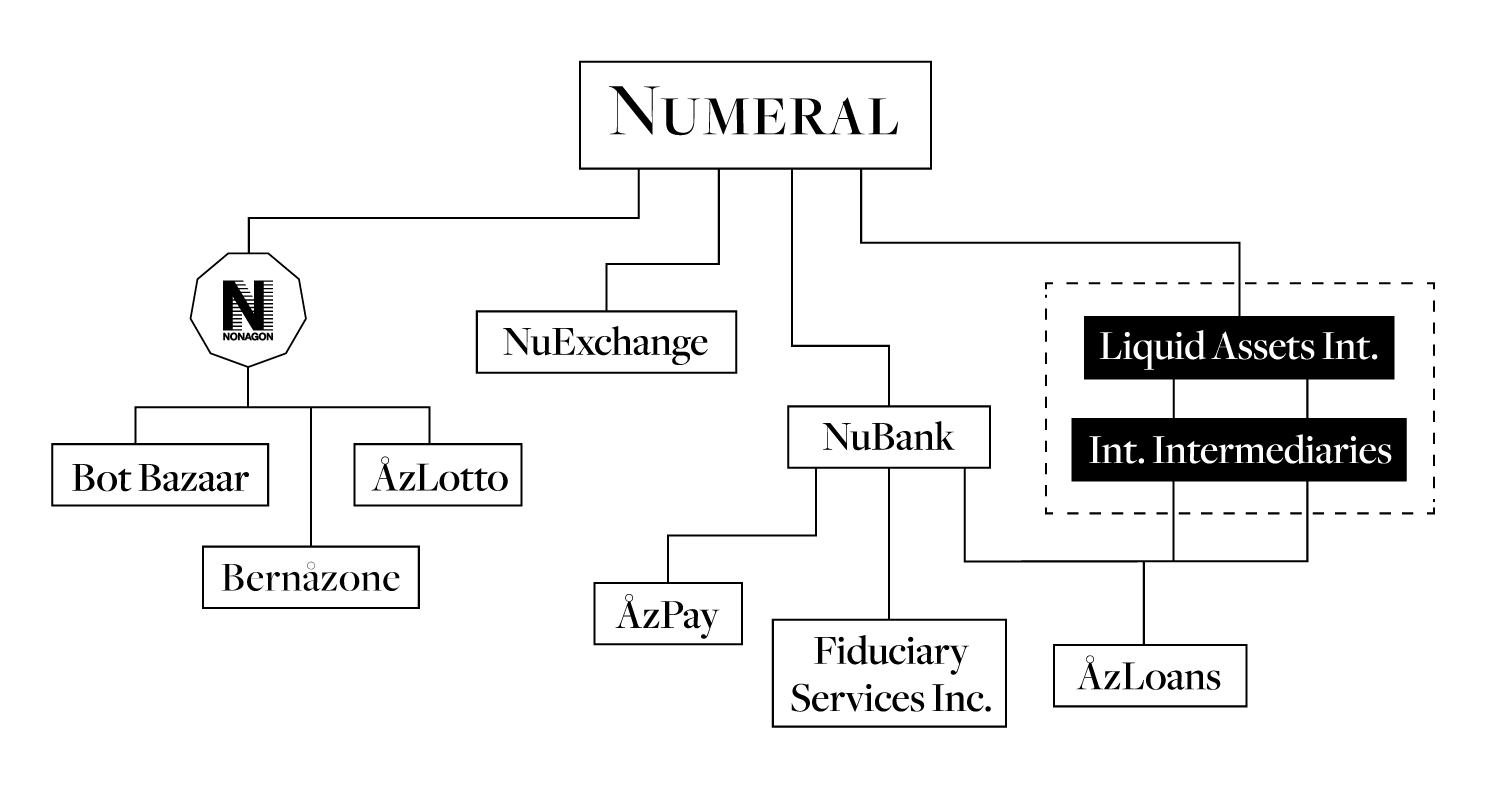 NUMERAL
N
NONAGON
NuExchange
Liquid Assets Int.
NuBank
Int. Intermediaries
Bot Bazaar
ÅzLotto
Bernåzone
ÅzPay
Fiduciary
Services Inc.
ÅzLoans